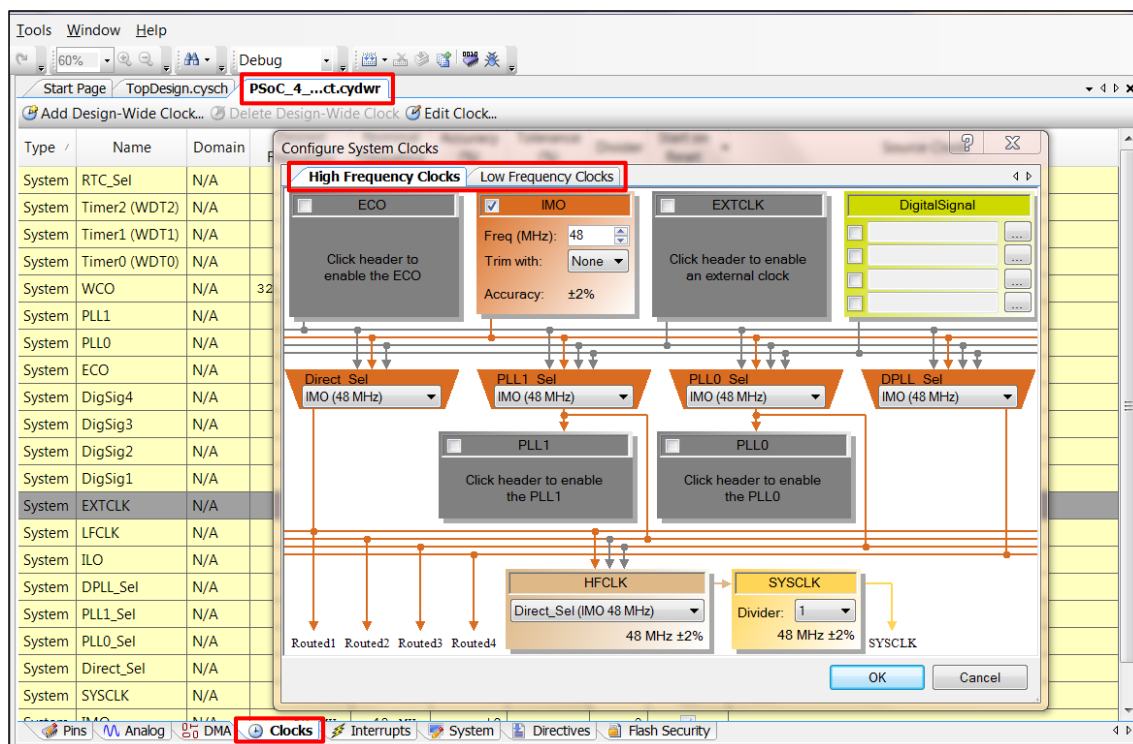 Tools Window Help
60% Debug
Start Page TopDesign.cysch PSoC_4_...ct.cydwr
Add Design-Wide Clock... Delete Design-Wide Clock Edit Clock...
Type / Name Domain
Configure System Clocks
High Frequency Clocks Low Frequency Clocks
System RTC_Sel N/A
System Timer2 (WDT2) N/A
System Timer1 (WDT1) N/A
System Timer0 (WDT0) N/A
System WCO N/A 32
System PLL1 N/A
System PLL0 N/A
System ECO N/A
System DigSig4 N/A
System DigSig3 N/A
System DigSig2 N/A
System DigSig1 N/A
System EXTCLK N/A
System LFCLK N/A
System ILO N/A
System DPLL_Sel N/A
System PLL1_Sel N/A
System PLL0_Sel N/A
System Direct_Sel N/A
System SYSCLK N/A
ECO
Click header to
enable the ECO
IMO
Freq (MHz): 48
Trim with: None
Accuracy: ±2%
EXTCLK
Click header to enable
an external clock
DigitalSignal
...
...
...
...
Direct_Sel
IMO (48 MHz)
PLL1_Sel
IMO (48 MHz)
PLL0_Sel
IMO (48 MHz)
DPLL_Sel
IMO (48 MHz)
PLL1
Click header to enable
the PLL1
PLL0
Click header to enable
the PLL0
HFCLK
Direct_Sel (IMO 48 MHz)
48 MHz ±2%
SYSCLK
Divider: 1
48 MHz ±2%
Routed1 Routed2 Routed3 Routed4
SYSCLK
OK Cancel
Pins Analog DMA Clocks Interrupts System Directives Flash Security